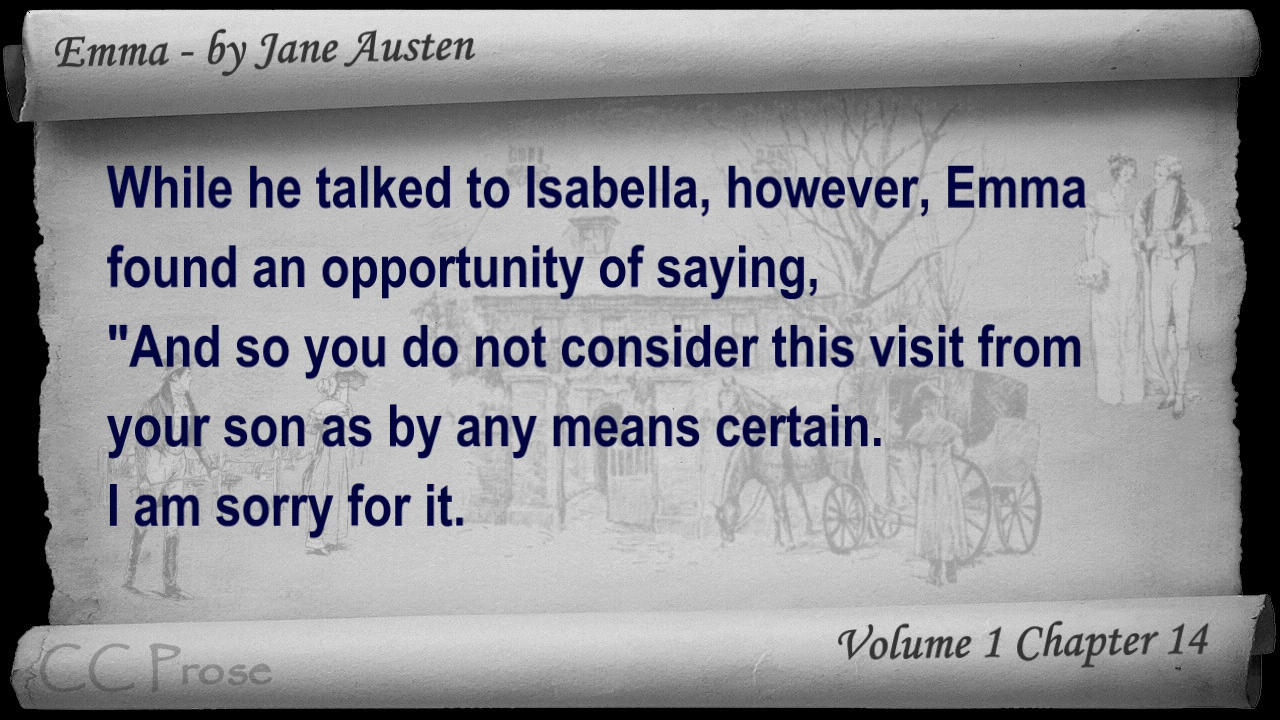 Emma - by Jane Austen
While he talked to Isabella, however, Emma
found an opportunity of saying,
"And so you do not consider this visit from
your son as by any means certain.
I am sorry for it.
Volume 1 Chapter 14
CC Prose